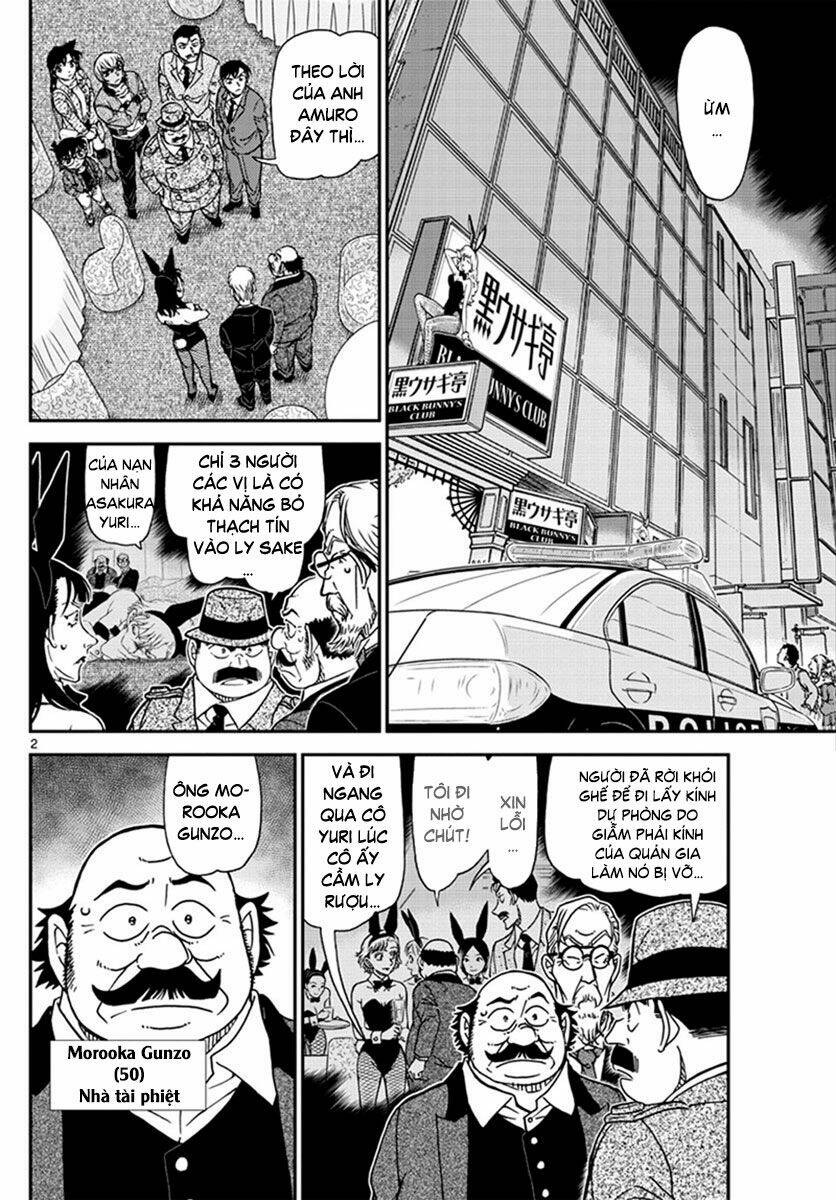 ỪM
...
黒ウサギ亭
BLACK BUNNY'S CLUB
黒ウサギ亭
BLACK BUNNY'S
CLUB
黒ウサギ亭
BLACK BUNNY'S
CLUB
POLICE
THEO LỜI
CỦA ANH
AMURO
ĐÂY THÌ...
CHỈ 3 NGƯỜI
CÁC VỊ LÀ CÓ
KHẢ NĂNG BỎ
THẠCH TÍN
VÀO LY SAKE
...
CỦA NẠN
NHÂN
ASAKURA
YURI...
2
NGƯỜI ĐÃ RỜI KHỎI
GHẾ ĐỂ ĐI LẤY KÍNH
DỰ PHÒNG DO
GIẪM PHẢI KÍNH
CỦA QUẢN GIA
LÀM NÓ BỊ VỠ...
XIN
LỖI
...
TÔI ĐI
NHỜ
CHÚT!
VÀ ĐI
NGANG
QUA CÔ
YURI LÚC
CÔ ẤY
CẦM LY
RƯỢU...
ÔNG MO-
ROOKA
GUNZO...
Morooka Gunzo
(50)
Nhà tài phiệt